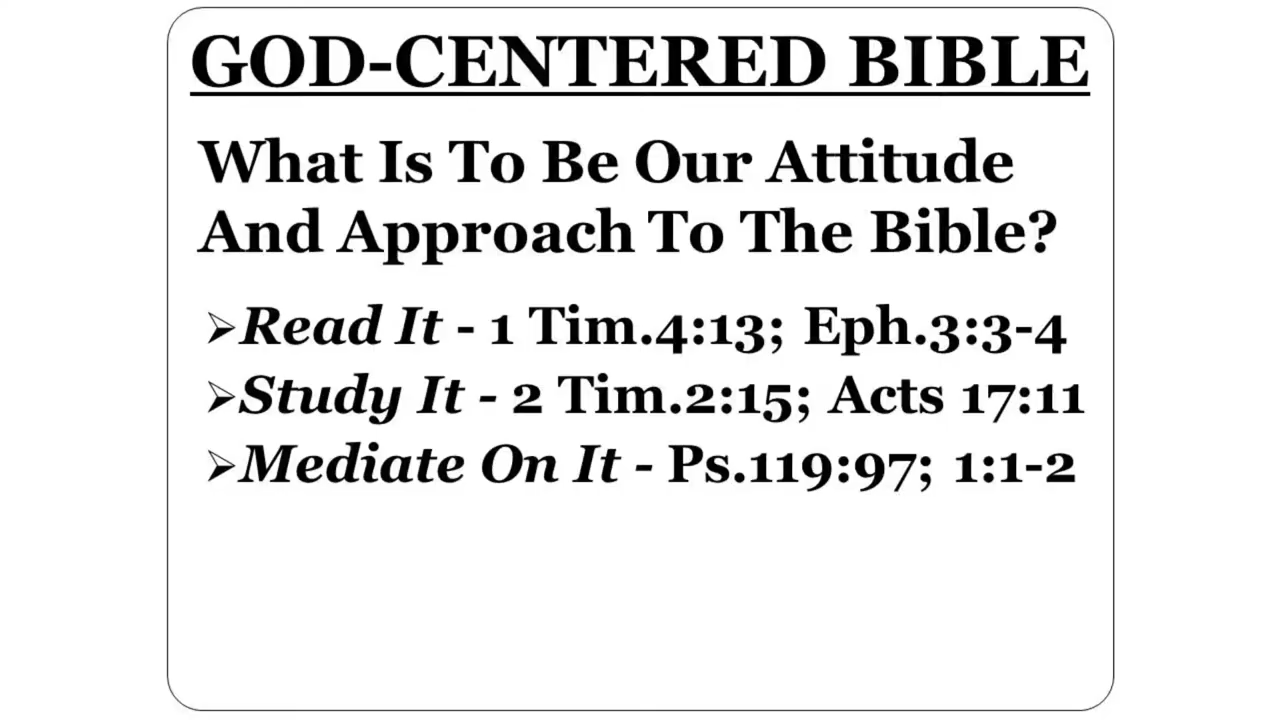 GOD-CENTERED BIBLE
What Is To Be Our Attitude
And Approach To The Bible?
➢Read It - 1 Tim.4:13; Eph.3:3-4
➢Study It - 2 Tim.2:15; Acts 17:11
➢Mediate On It - Ps.119:97; 1:1-2